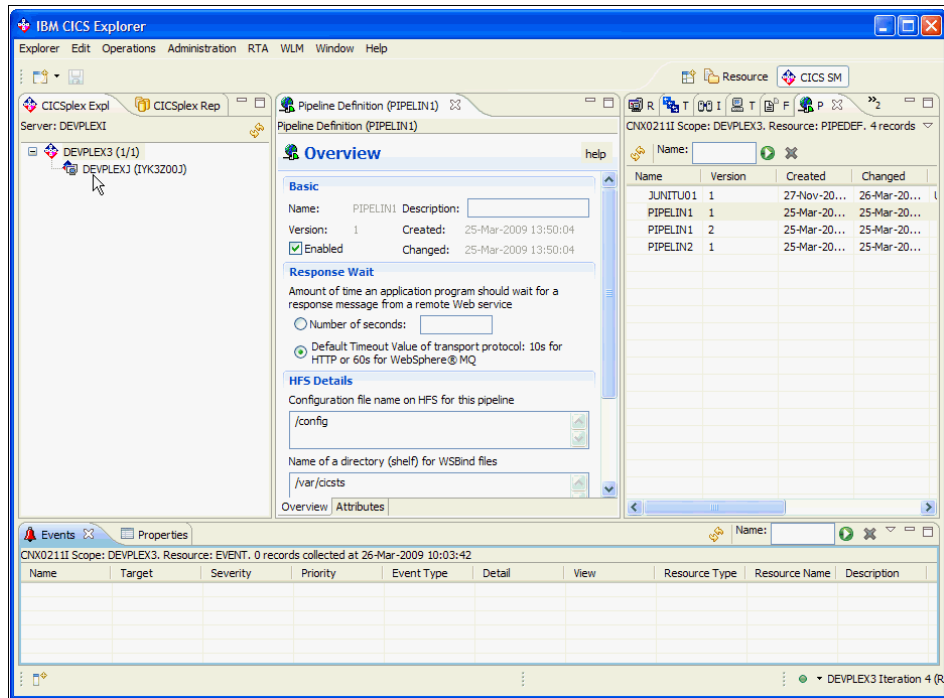 IBM CICS Explorer
Explorer Edit Operations Administration RTA WLM Window Help
Resource CICS SM
CICSplex Expl CICSplex Rep
Server: DEVPLEXI
DEVPLEX3 (1/1)
DEVPLEXJ (IYK3Z00J)
Pipeline Definition (PIPELIN1)
Pipeline Definition (PIPELIN1)
Overview help
Basic
Name: PIPELIN1 Description:
Version: 1 Created: 25-Mar-2009 13:50:04
Enabled Changed: 25-Mar-2009 13:50:04
Response Wait
Amount of time an application program should wait for a
response message from a remote Web service
Number of seconds:
Default Timeout Value of transport protocol: 10s for
HTTP or 60s for WebSphere® MQ
HFS Details
Configuration file name on HFS for this pipeline
/config
Name of a directory (shelf) for WSBind files
/var/cicsts
Overview Attributes
R T I T F P »2
CNX0211I Scope: DEVPLEX3. Resource: PIPEDEF. 4 records
Name:
Name Version Created Changed
JUNITU01 1 27-Nov-20... 26-Mar-20...
PIPELIN1 1 25-Mar-20... 25-Mar-20...
PIPELIN1 2 25-Mar-20... 25-Mar-20...
PIPELIN2 1 25-Mar-20... 25-Mar-20...
Events Properties Name:
CNX0211I Scope: DEVPLEX3. Resource: EVENT. 0 records collected at 26-Mar-2009 10:03:42
Name Target Severity Priority Event Type Detail View Resource Type Resource Name Description
DEVPLEX3 Iteration 4 (R